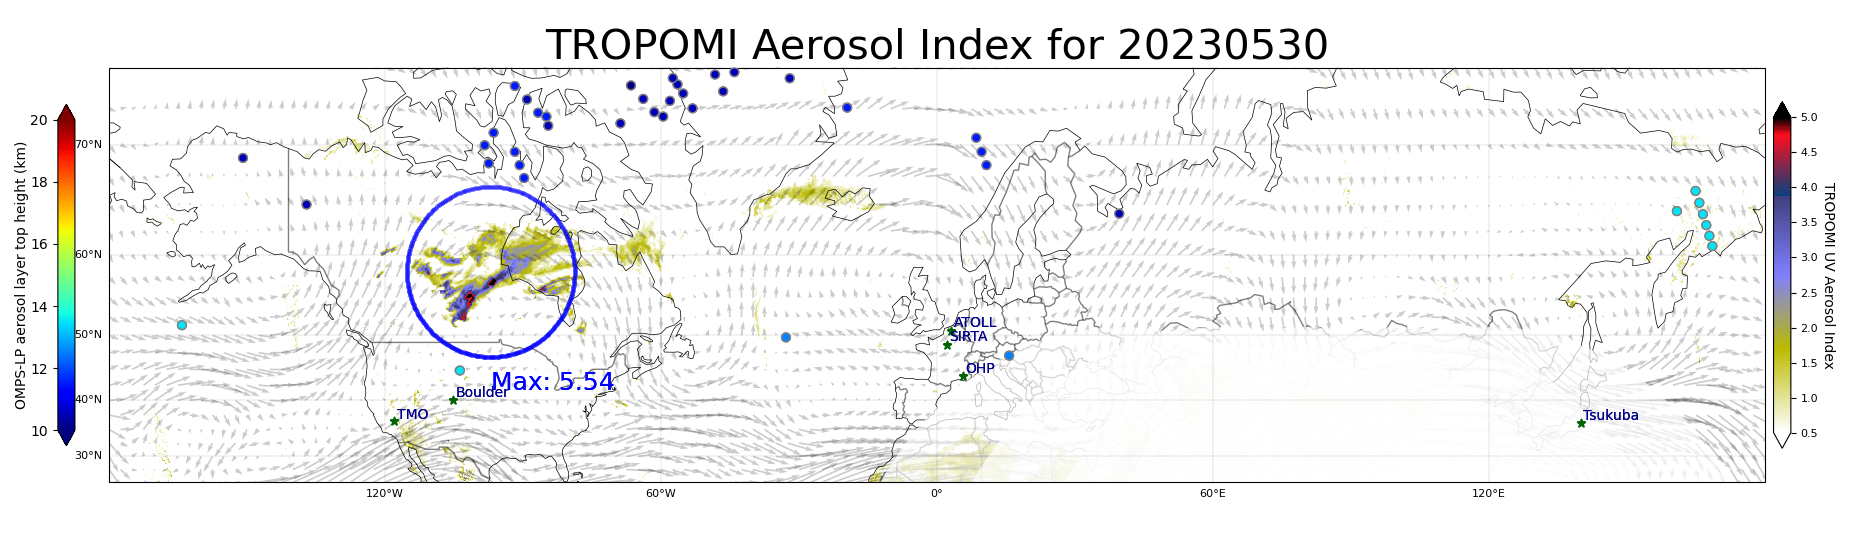 TROPOMI Aerosol Index for 20230530
OMPS-LP aerosol layer top height (km)
20
18
16
14
12
10
70°N
60°N
50°N
40°N
30°N
120°W
60°W
0°
60°E
120°E
Max: 5.54
TMO
Boulder
ATOLL
SIRTA
OHP
Tsukuba
5.0
4.5
4.0
3.5
3.0
2.5
2.0
1.5
1.0
0.5
TROPOMI UV Aerosol Index